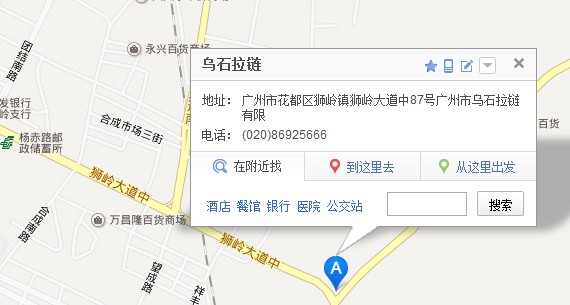 团结南路
永兴百货商场
发银行
岭支行
杨赤路邮
政储蓄所
合成市场三街
狮岭大道中
合成南路
万昌隆百货商场
望成路
祥丰
狮岭大道中
百货
乌石拉链
地址： 广州市花都区狮岭镇狮岭大道中87号广州市乌石拉链
有限
电话： (020)86925666
在附近找
到这里去
从这里出发
酒店 餐馆 银行 医院 公交站
搜索
A